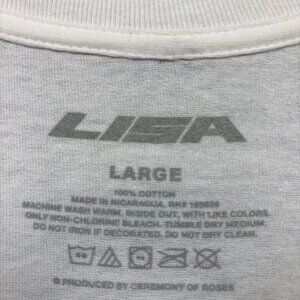 LISA
LARGE
100% COTTON
MADE IN NICARAGUA, RN#
MACHINE WASH WARM, INSIDE OUT, WITH LIKE COLORS.
ONLY NON-CHLORINE BLEACH. TUMBLE DRY MEDIUM.
DO NOT IRON IF DECORATED. DO NOT DRY CLEAN.
PRODUCED BY CEREMONY OF ROSES